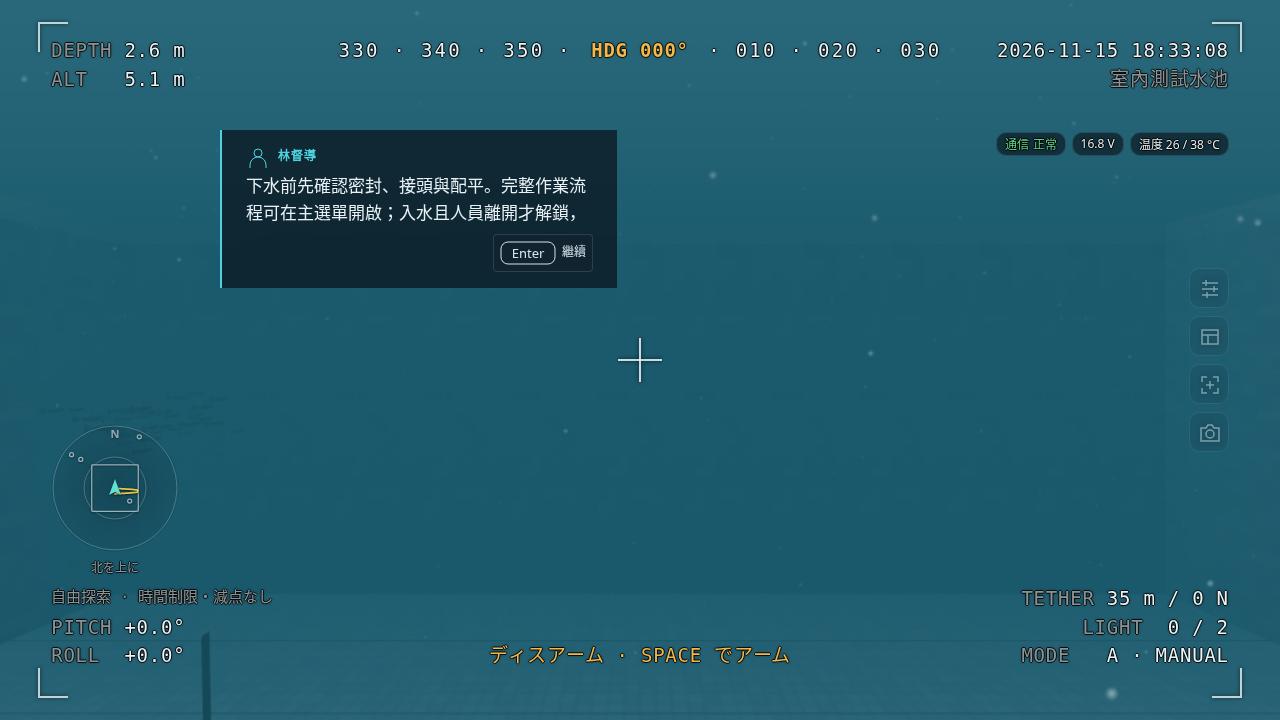 DEPTH 2.6 m
ALT 5.1 m
330 · 340 · 350 · HDG 000° · 010 · 020 · 030
2026-11-15 18:33:08
室內測試水池
通信 正常
16.8 V
温度 26 / 38 °C
林督導
下水前先確認密封、接頭與配平。完整作業流
程可在主選單開啟；入水且人員離開才解鎖，
Enter 繼續
N
北を上に
自由探索 · 時間制限・減点なし
PITCH +0.0°
ROLL +0.0°
ディスアーム · SPACE でアーム
TETHER 35 m / 0 N
LIGHT 0 / 2
MODE A · MANUAL